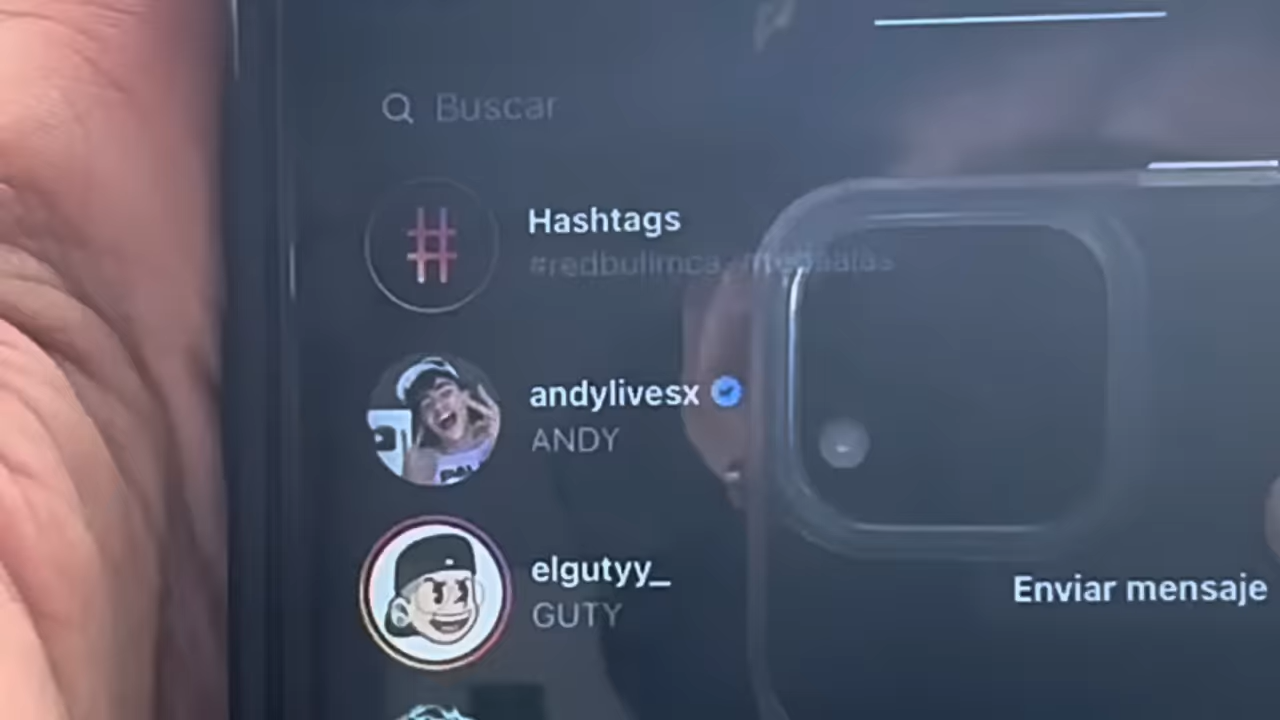 Buscar
Hashtags
andylivesx
ANDY
elgutyy_
GUTY
Enviar mensaje